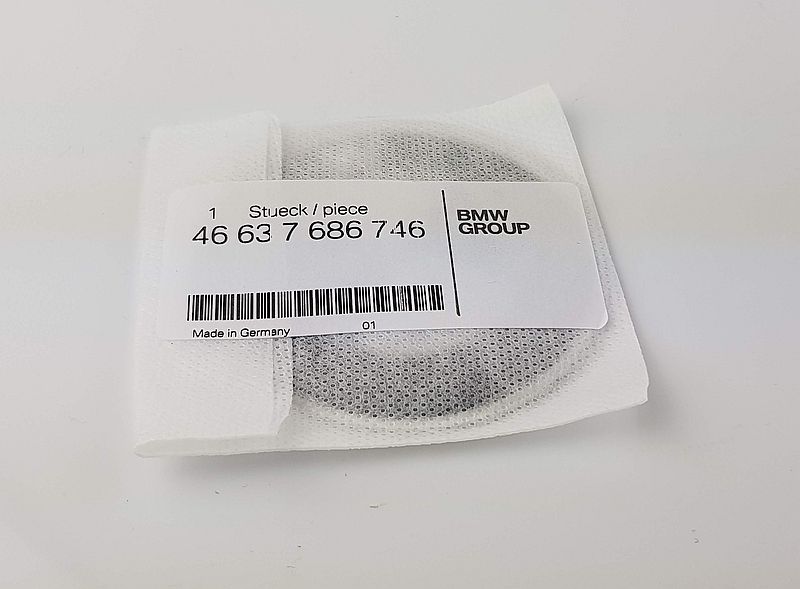 1 Stueck / piece
46 63 7 686 746
BMW
GROUP
Made in Germany
01